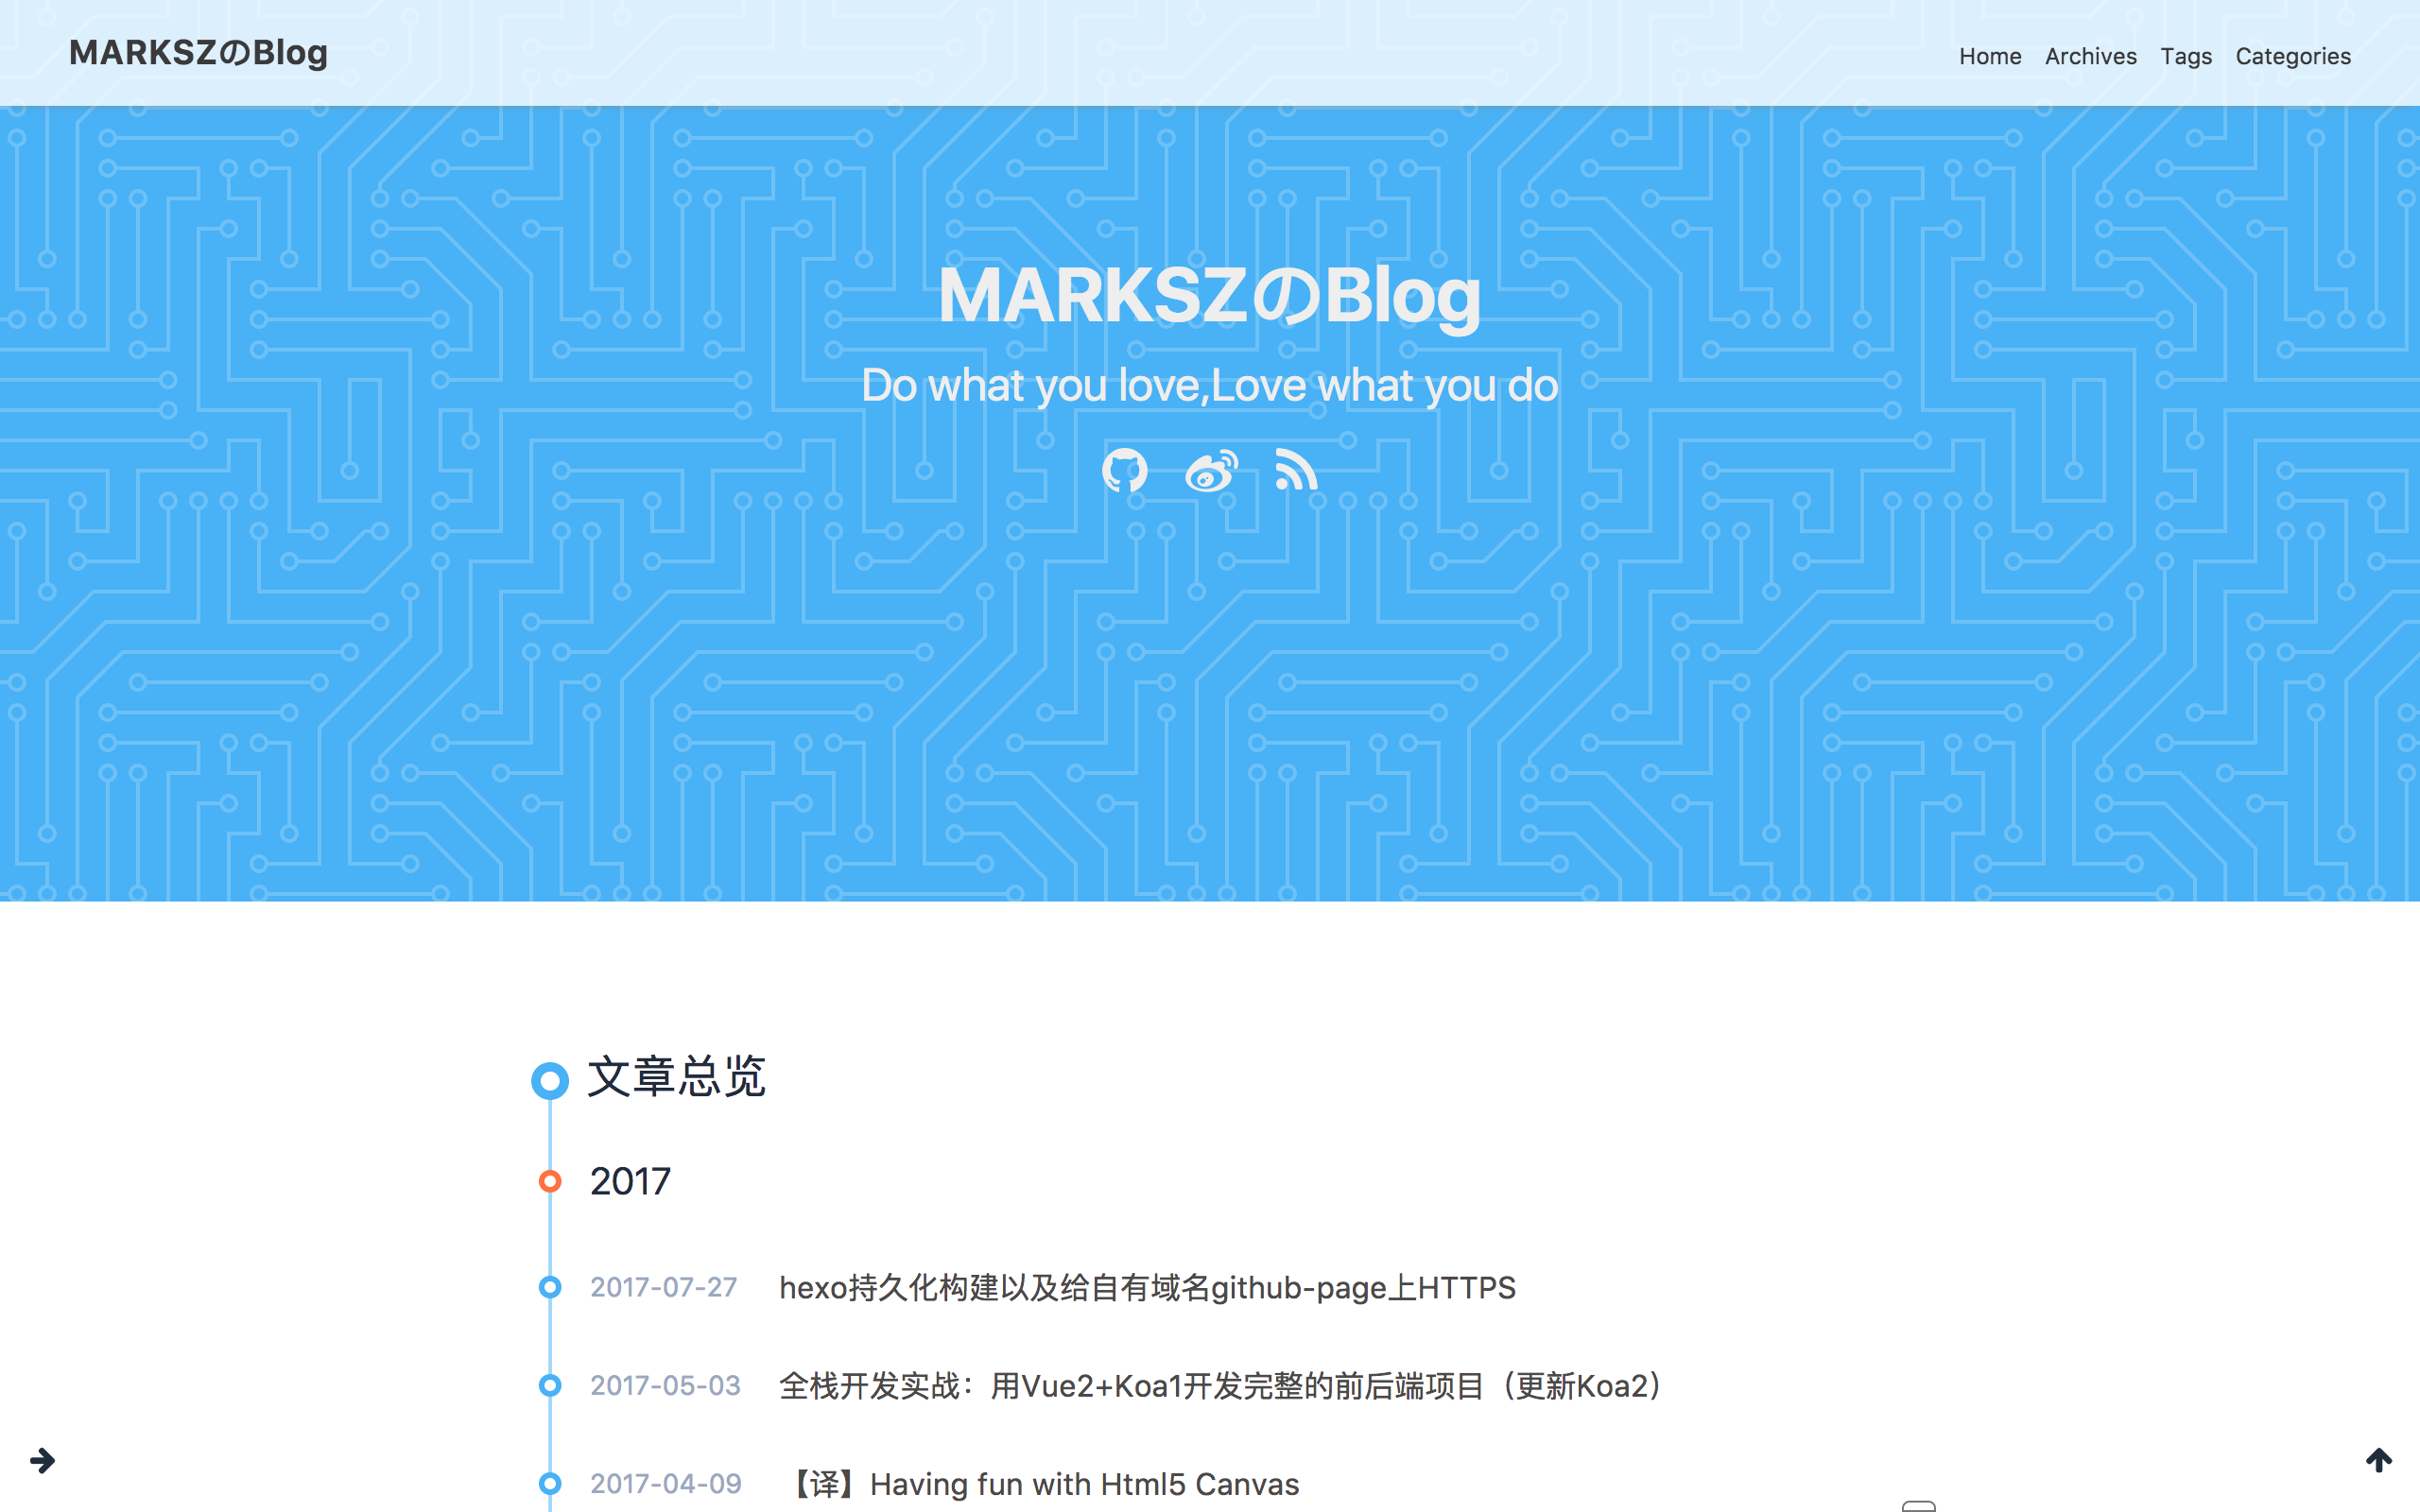 MARKSZのBlog
Home Archives Tags Categories
MARKSZのBlog
Do what you love,Love what you do
文章总览
2017
2017-07-27 hexo持久化构建以及给自有域名github-page上HTTPS
2017-05-03 全栈开发实战：用Vue2+Koa1开发完整的前后端项目（更新Koa2）
2017-04-09 【译】Having fun with Html5 Canvas